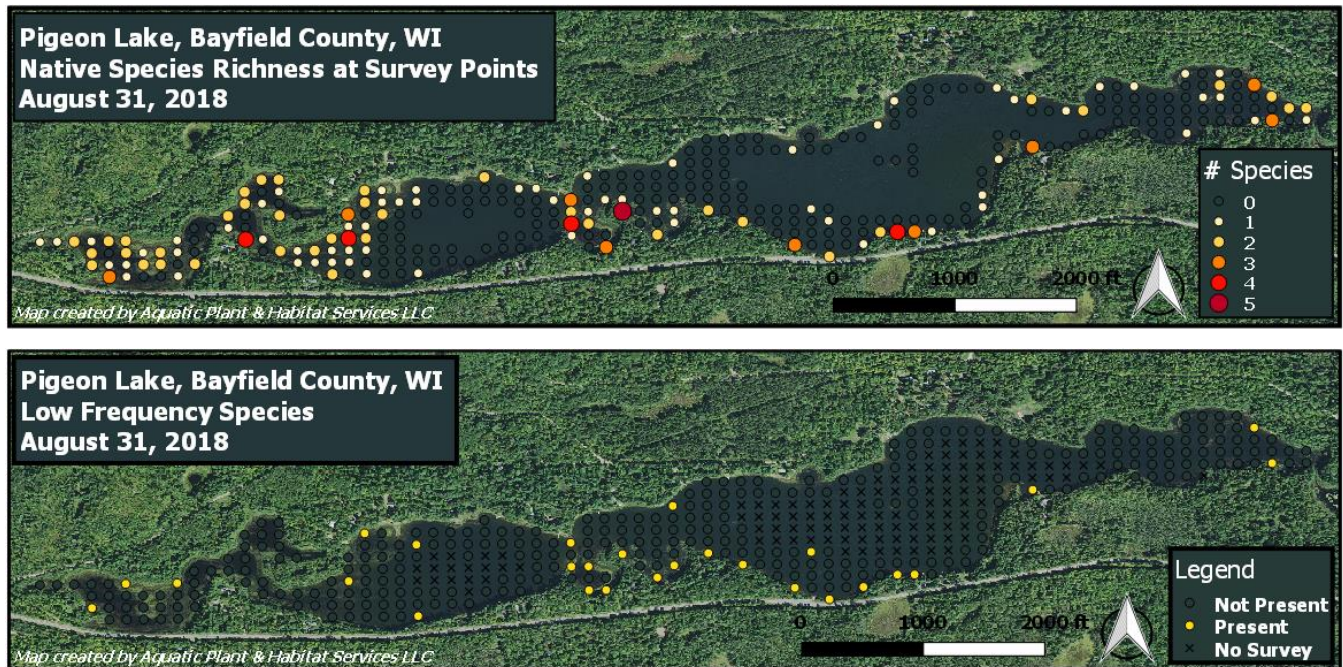 Pigeon Lake, Bayfield County, WI
Native Species Richness at Survey Points
August 31, 2018
# Species
0
1
2
3
4
5
0 1000 2000 ft
Map created by Aquatic Plant & Habitat Services LLC
Pigeon Lake, Bayfield County, WI
Low Frequency Species
August 31, 2018
Legend
Not Present
Present
No Survey
0 1000 2000 ft
Map created by Aquatic Plant & Habitat Services LLC